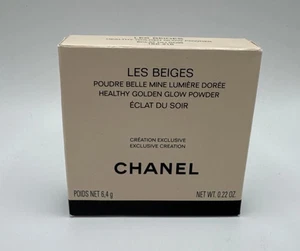 LES BEIGES
POUDRE BELLE MINE LUMIÈRE DORÉE
HEALTHY GOLDEN GLOW POWDER
ÉCLAT DU SOIR
CRÉATION EXCLUSIVE
EXCLUSIVE CREATION
CHANEL
POIDS NET 6,4 g NET WT. 0.22 OZ.